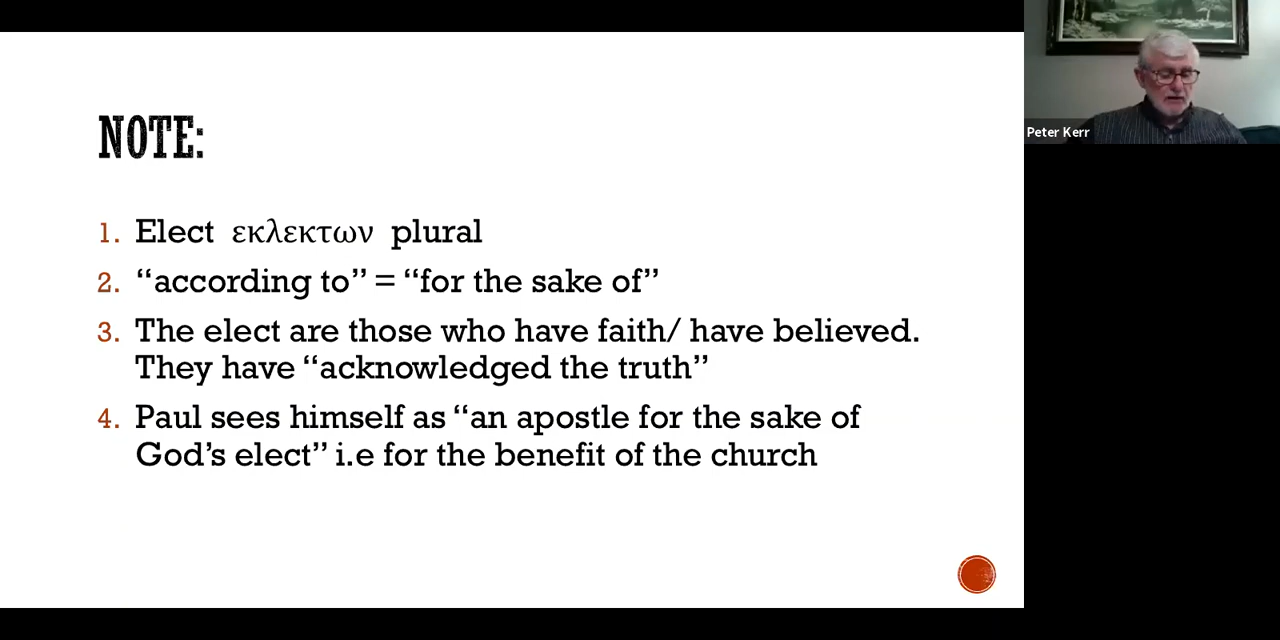 NOTE:
1. Elect εκλεκτων plural
2. “according to” = “for the sake of”
3. The elect are those who have faith/ have believed.
They have “acknowledged the truth”
4. Paul sees himself as “an apostle for the sake of
God’s elect” i.e for the benefit of the church
Peter Kerr